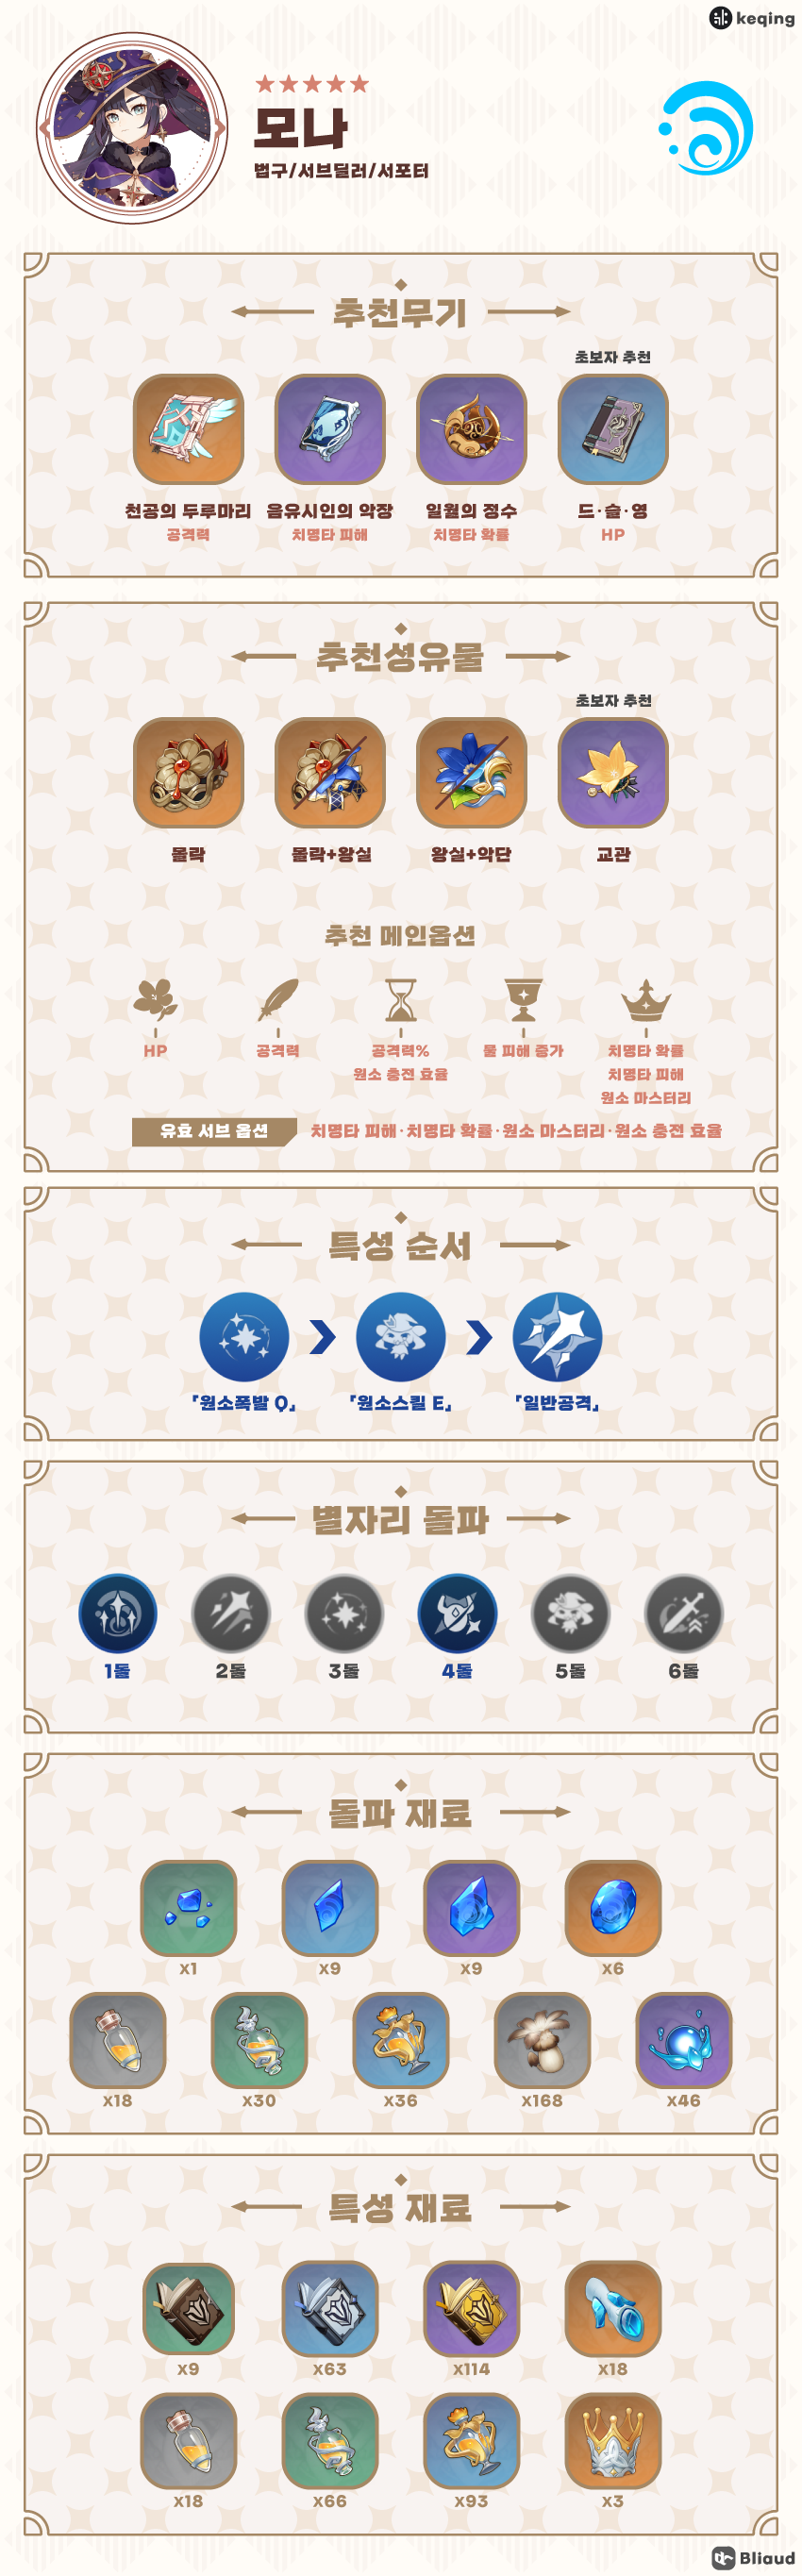 keqing
모나
법구/서브딜러/서포터
추천무기
초보자 추천
천공의 두루마리 음유시인의 악장 일월의 정수 드·슬·영
공격력 치명타 피해 치명타 확률 HP
추천성유물
초보자 추천
몰락 몰락+왕실 왕실+악단 교관
추천 메인옵션
HP 공격력 공격력% 물 피해 증가 치명타 확률
원소 충전 효율 치명타 피해
원소 마스터리
유효 서브 옵션 치명타 피해·치명타 확률·원소 마스터리·원소 충전 효율
특성 순서
「원소폭발 Q」 「원소스킬 E」 「일반공격」
별자리 돌파
1돌 2돌 3돌 4돌 5돌 6돌
돌파 재료
x1 x9 x9 x6
x18 x30 x36 x168 x46
특성 재료
x9 x63 x114 x18
x18 x66 x93 x3
Bliaud